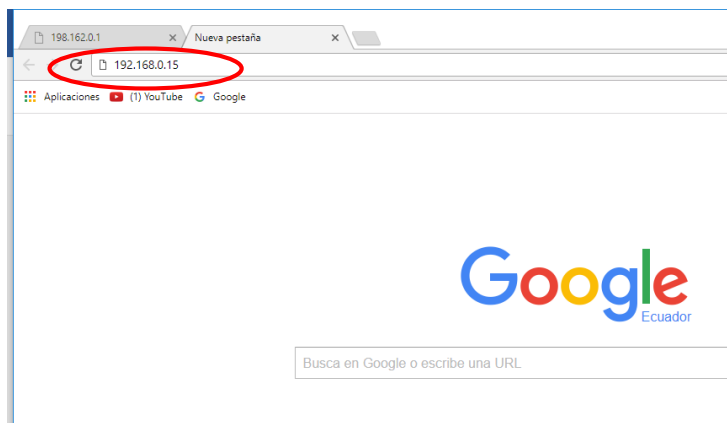 198.162.0.1 Nueva pestaña
192.168.0.15
Aplicaciones (1) YouTube Google
Google
Ecuador
Busca en Google o escribe una URL